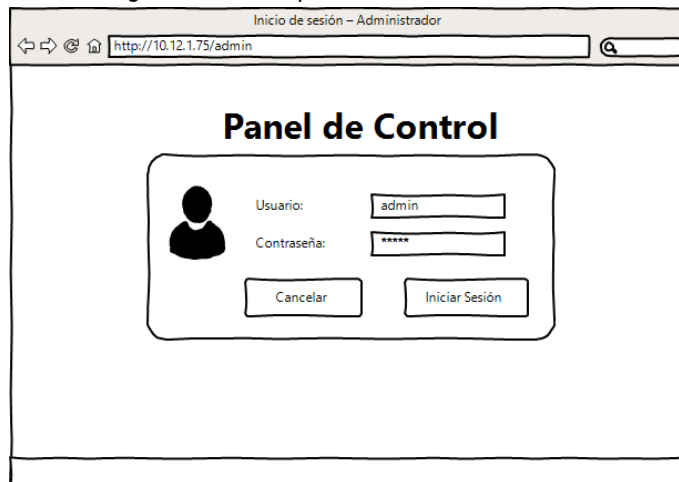 Inicio de sesión – Administrador
http://10.12.1.75/admin
Panel de Control
Usuario: admin
Contraseña: *****
Cancelar Iniciar Sesión